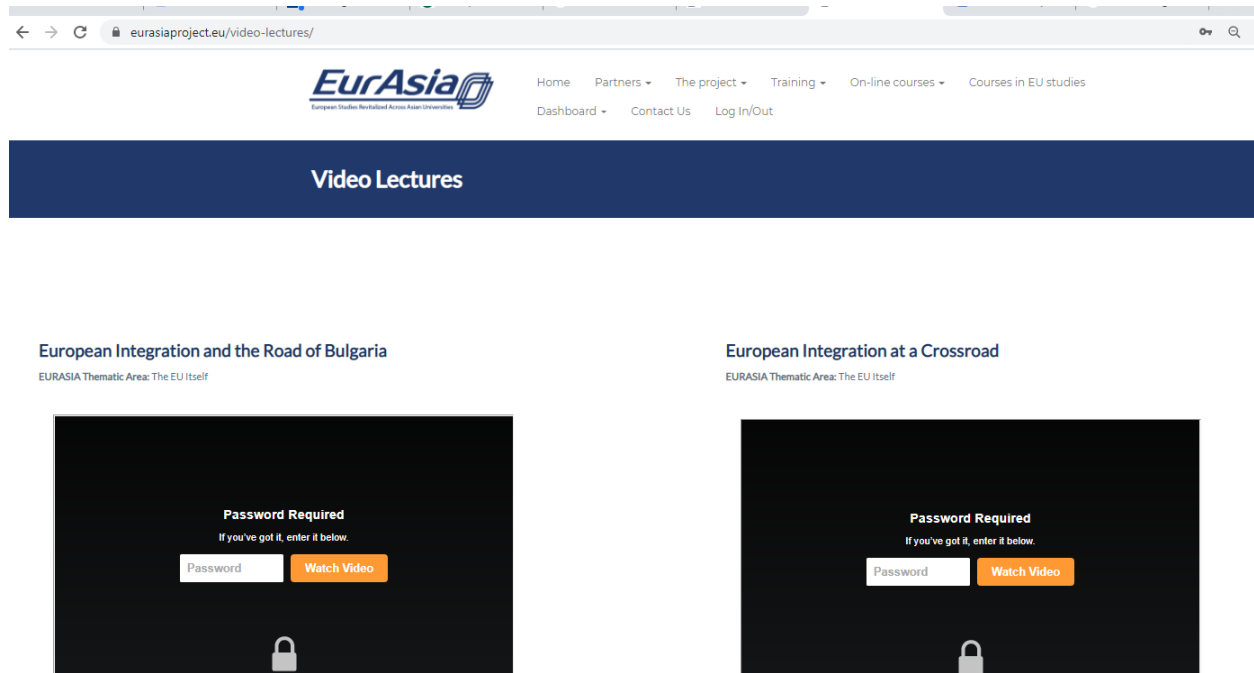 eurasiaproject.eu/video-lectures/
EurAsia
European Studies Revitalized Across Asian Universities
Home Partners The project Training On-line courses Courses in EU studies
Dashboard Contact Us Log In/Out
Video Lectures
European Integration and the Road of Bulgaria
EURASIA Thematic Area: The EU Itself
Password Required
If you've got it, enter it below.
Password Watch Video
European Integration at a Crossroad
EURASIA Thematic Area: The EU Itself
Password Required
If you've got it, enter it below.
Password Watch Video